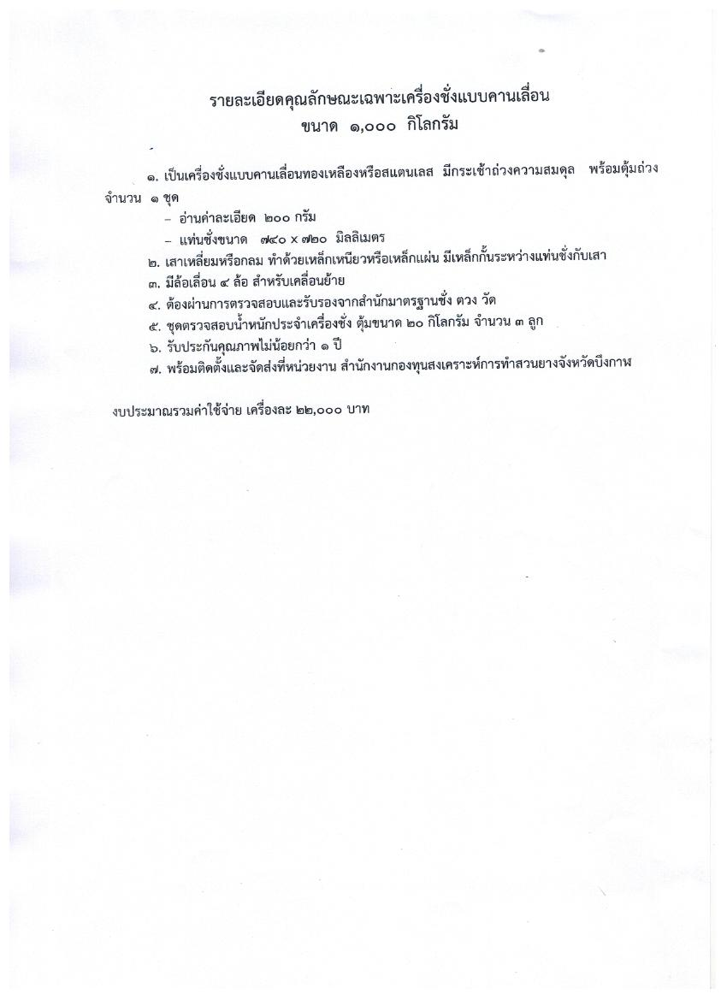 รายละเอียดคุณลักษณะเฉพาะเครื่องชั่งแบบคานเลื่อน
ขนาด ๑,๐๐๐ กิโลกรัม
๑. เป็นเครื่องชั่งแบบคานเลื่อนทองเหลืองหรือสแตนเลส มีกระเช้าถ่วงความสมดุล พร้อมตุ้มถ่วง
จำนวน ๑ ชุด
– อ่านค่าละเอียด ๒๐๐ กรัม
– แท่นชั่งขนาด ๗๔๐ x ๗๒๐ มิลลิเมตร
๒. เสาเหลี่ยมหรือกลม ทำด้วยเหล็กเหนียวหรือเหล็กแผ่น มีเหล็กกั้นระหว่างแท่นชั่งกับเสา
๓. มีล้อเลื่อน ๔ ล้อ สำหรับเคลื่อนย้าย
๔. ต้องผ่านการตรวจสอบและรับรองจากสำนักมาตรฐานชั่ง ตวง วัด
๕. ชุดตรวจสอบน้ำหนักประจำเครื่องชั่ง ตุ้มขนาด ๒๐ กิโลกรัม จำนวน ๓ ลูก
๖. รับประกันคุณภาพไม่น้อยกว่า ๑ ปี
๗. พร้อมติดตั้งและจัดส่งที่หน่วยงาน สำนักงานกองทุนสงเคราะห์การทำสวนยางจังหวัดบึงกาฬ
งบประมาณรวมค่าใช้จ่าย เครื่องละ ๒๒,๐๐๐ บาท